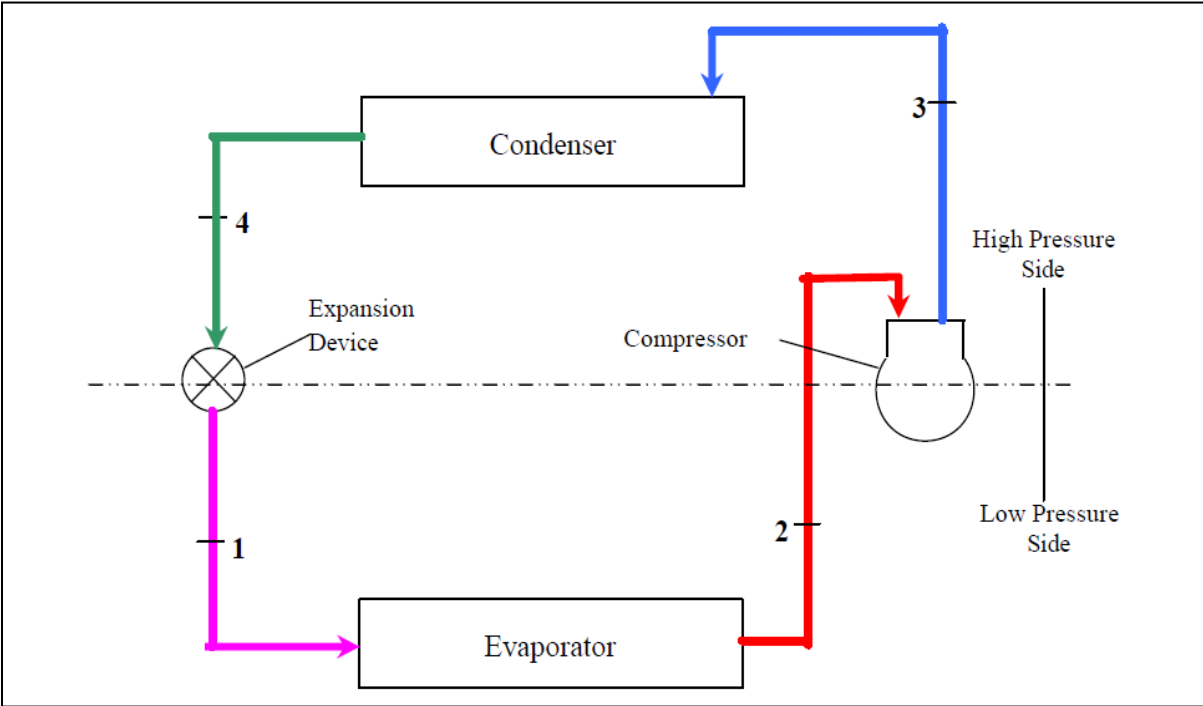 3
Condenser
4
High Pressure
Side
Expansion
Device
Compressor
Low Pressure
Side
2
1
Evaporator